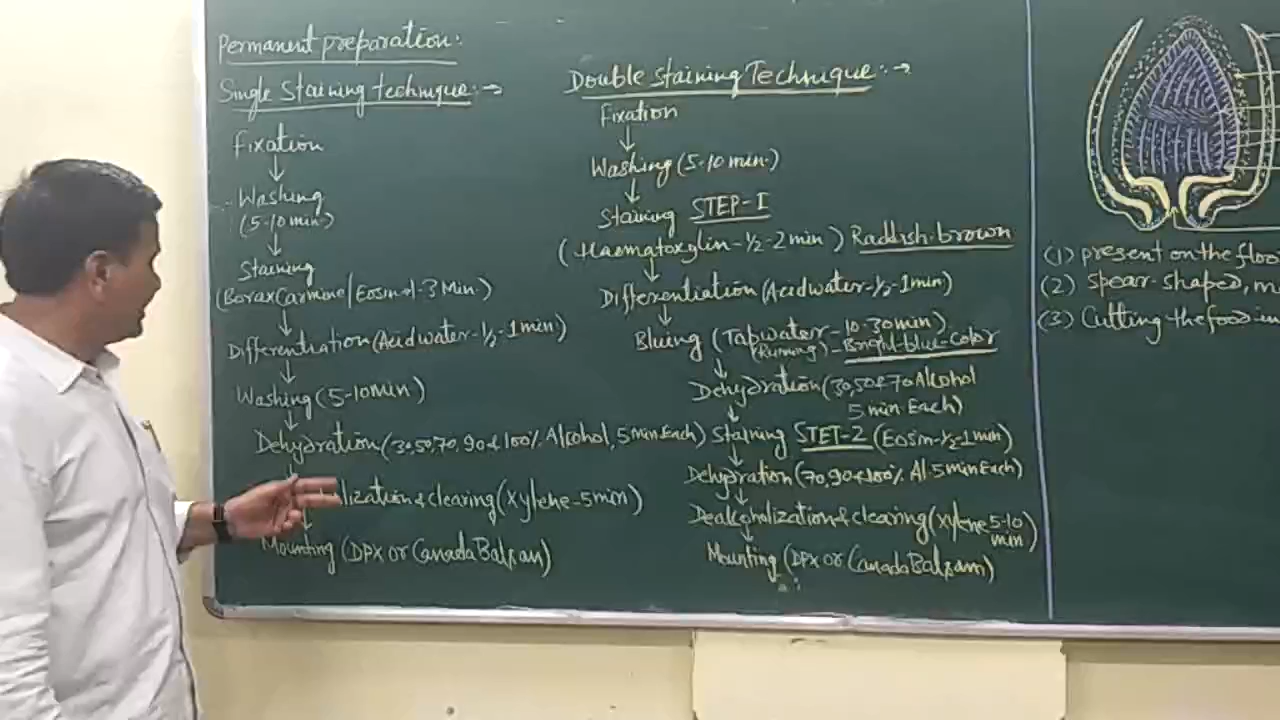 Permanent preparation:
Single Staining technique :→
Fixation
Washing
(5-10 min.)
Staining
(Borax Carmine/Eosin-1-3 Min)
Differentiation (Acid water-1/2-1 min)
Washing (5-10 min)
Dehydration (30,50,70,90 & 100% Alcohol, 5 Min Each)
lization & clearing (Xylene-5 min)
Mounting (DPX or Canada Balsam)
Double Staining Technique :→
Fixation
Washing (5-10 min.)
Staining STEP-I
(Haematoxglin-1/2-2 min) Raddish-brown
Differentiation (Acid water-1/2-1 min)
Bluing (Tap water-10-30 min)
(Running)-Bright-blue-Color
Dehydration (30,50 & 70 Alcohol
5 min Each)
Staining STET-2 (Eosin-1/2-1 min)
Dehydration (70,90 & 100% Al. 5 min Each)
Dealcoholization & clearing (xylene 5-10
min)
Mounting (DPX or Canada Balsam)
(1) present on the floo
(2) Spear-shaped, m
(3) Cutting the food in